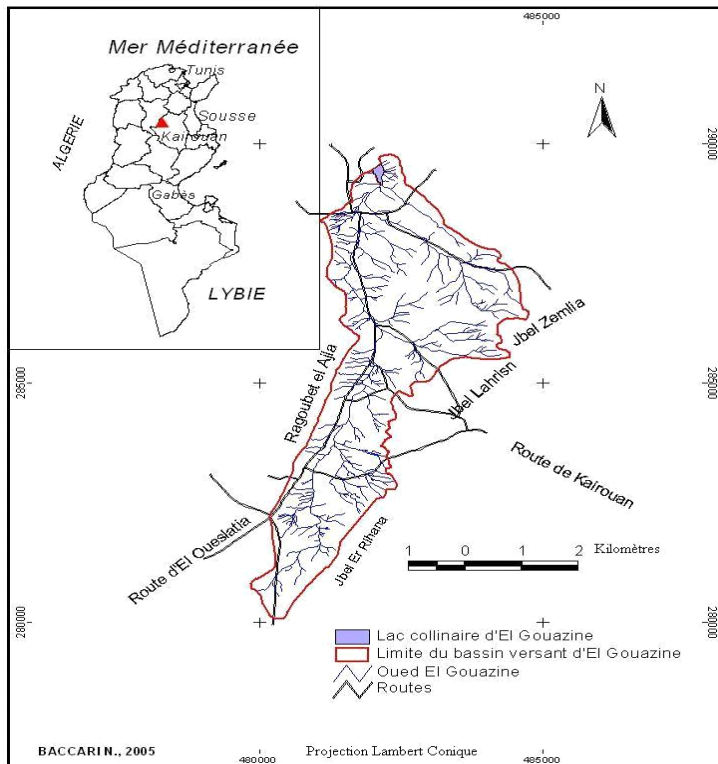 485000
Mer Méditerranée
Tunis
Sousse
Kairouan
ALGERIE
Gabès
LYBIE
N
290000
290000
Jbel Zemlia
Ragoubet el Ajla
Jbel Lahrisn
285000
285000
Route de Kairouan
Route d'El Oueslatia
Jbel Er Rihana
1 0 2 Kilomètres
280000
280000
Lac collinaire d'El Gouazine
Limite du bassin versant d'El Gouazine
Oued El Gouazine
Routes
BACCARI N., 2005
Projection Lambert Conique
480000
485000